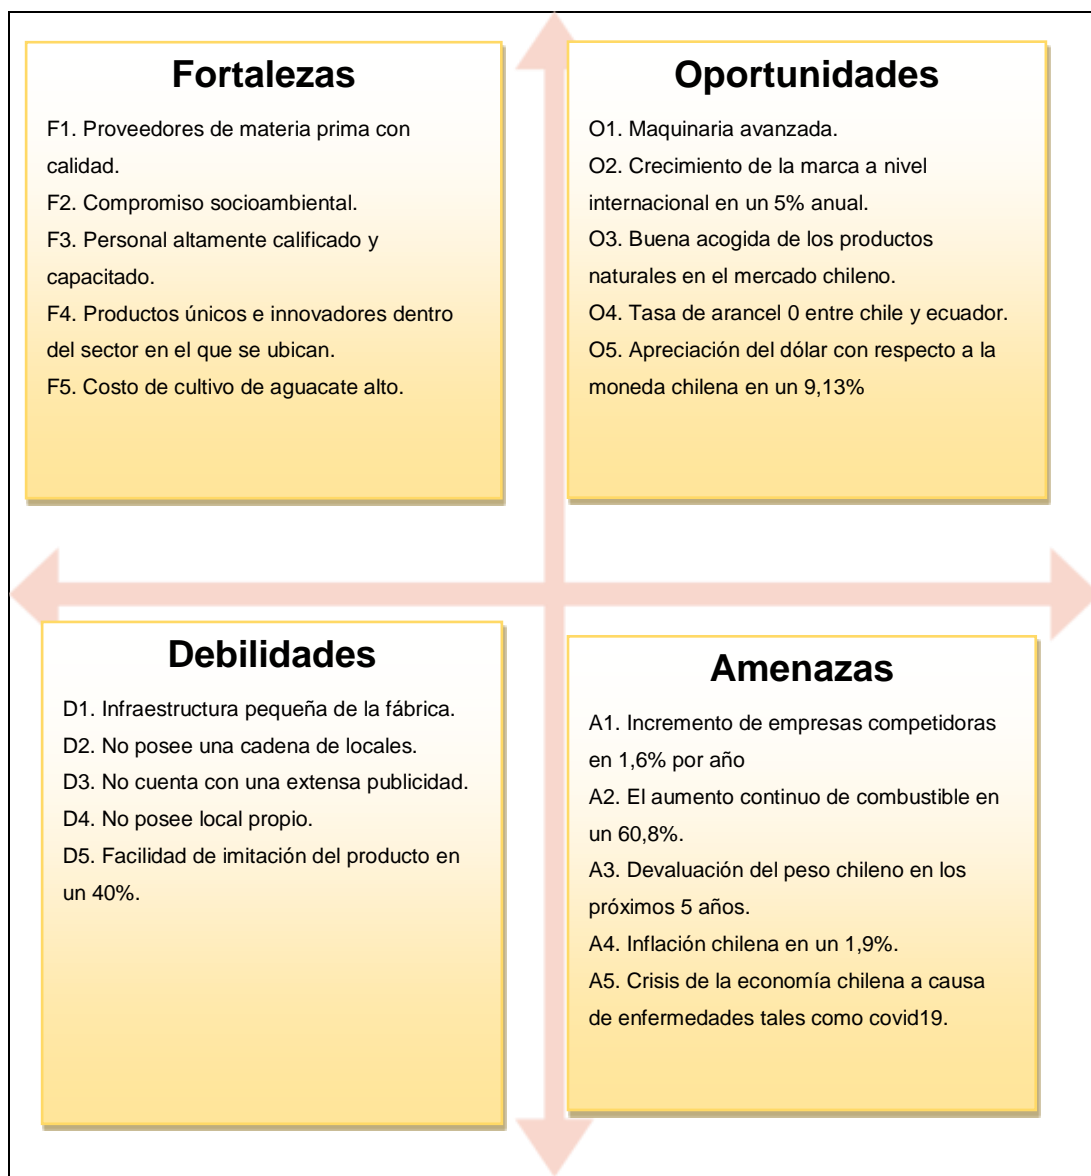 Fortalezas
F1. Proveedores de materia prima con
calidad.
F2. Compromiso socioambiental.
F3. Personal altamente calificado y
capacitado.
F4. Productos únicos e innovadores dentro
del sector en el que se ubican.
F5. Costo de cultivo de aguacate alto.
Oportunidades
O1. Maquinaria avanzada.
O2. Crecimiento de la marca a nivel
internacional en un 5% anual.
O3. Buena acogida de los productos
naturales en el mercado chileno.
O4. Tasa de arancel 0 entre chile y ecuador.
O5. Apreciación del dólar con respecto a la
moneda chilena en un 9,13%
Debilidades
D1. Infraestructura pequeña de la fábrica.
D2. No posee una cadena de locales.
D3. No cuenta con una extensa publicidad.
D4. No posee local propio.
D5. Facilidad de imitación del producto en
un 40%.
Amenazas
A1. Incremento de empresas competidoras
en 1,6% por año
A2. El aumento continuo de combustible en
un 60,8%.
A3. Devaluación del peso chileno en los
próximos 5 años.
A4. Inflación chilena en un 1,9%.
A5. Crisis de la economía chilena a causa
de enfermedades tales como covid19.